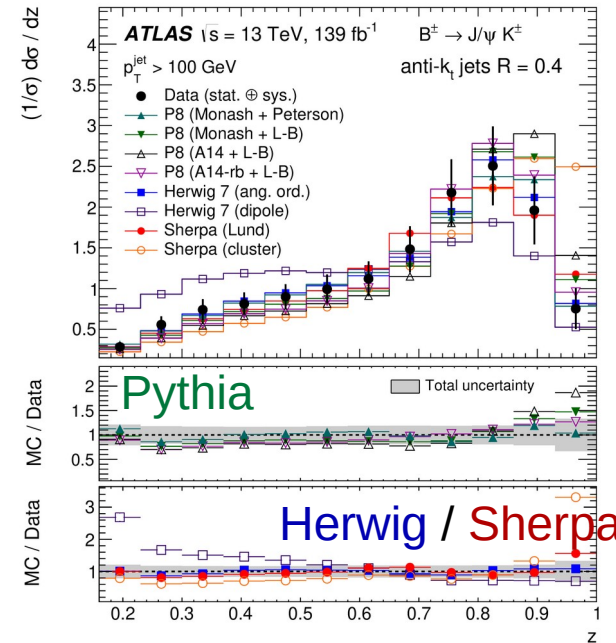 ATLAS √s = 13 TeV, 139 fb⁻¹ B± → J/ψ K±
p_T^jet > 100 GeV anti-k_t jets R = 0.4
Data (stat. ⊕ sys.)
P8 (Monash + Peterson)
P8 (Monash + L-B)
P8 (A14 + L-B)
P8 (A14-rb + L-B)
Herwig 7 (ang. ord.)
Herwig 7 (dipole)
Sherpa (Lund)
Sherpa (cluster)
(1/σ) dσ / dz
4
3.5
3
2.5
2
1.5
1
0.5
Pythia
Total uncertainty
MC / Data
2
1.5
1
0.5
Herwig / Sherpa
MC / Data
3
2
1
0.2 0.3 0.4 0.5 0.6 0.7 0.8 0.9 1
z